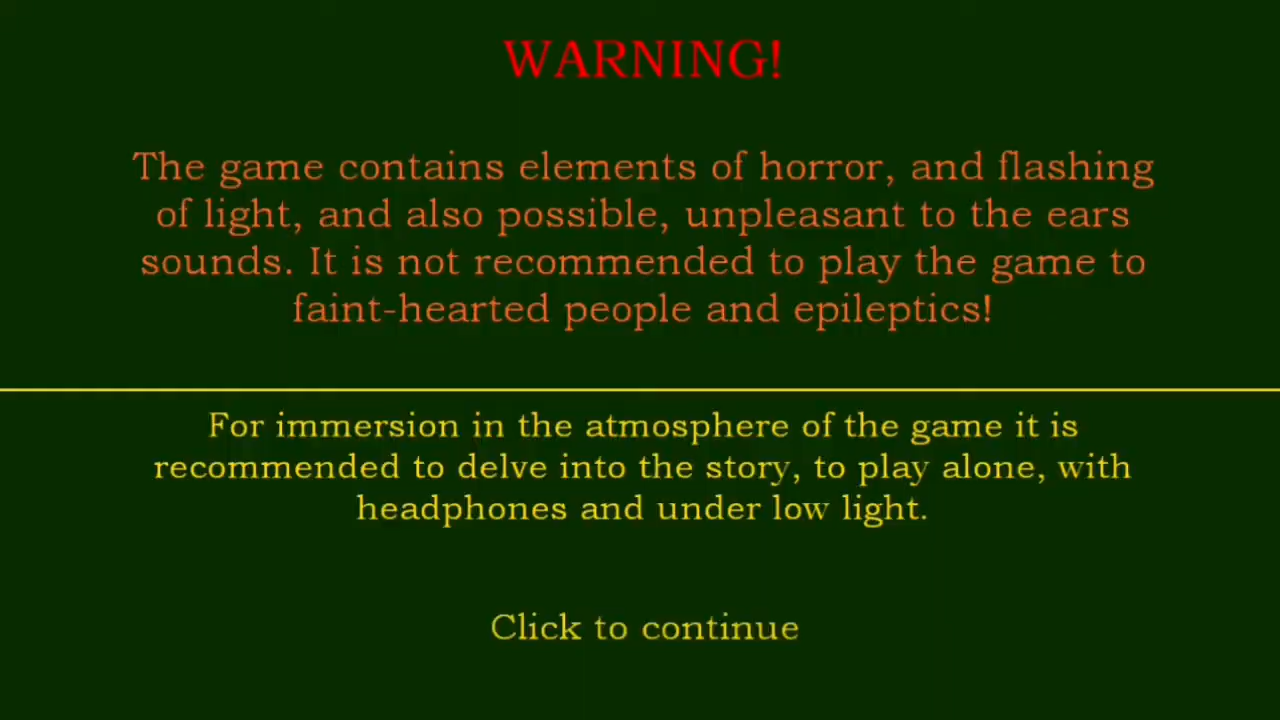 WARNING!
The game contains elements of horror, and flashing
of light, and also possible, unpleasant to the ears
sounds. It is not recommended to play the game to
faint-hearted people and epileptics!
For immersion in the atmosphere of the game it is
recommended to delve into the story, to play alone, with
headphones and under low light.
Click to continue